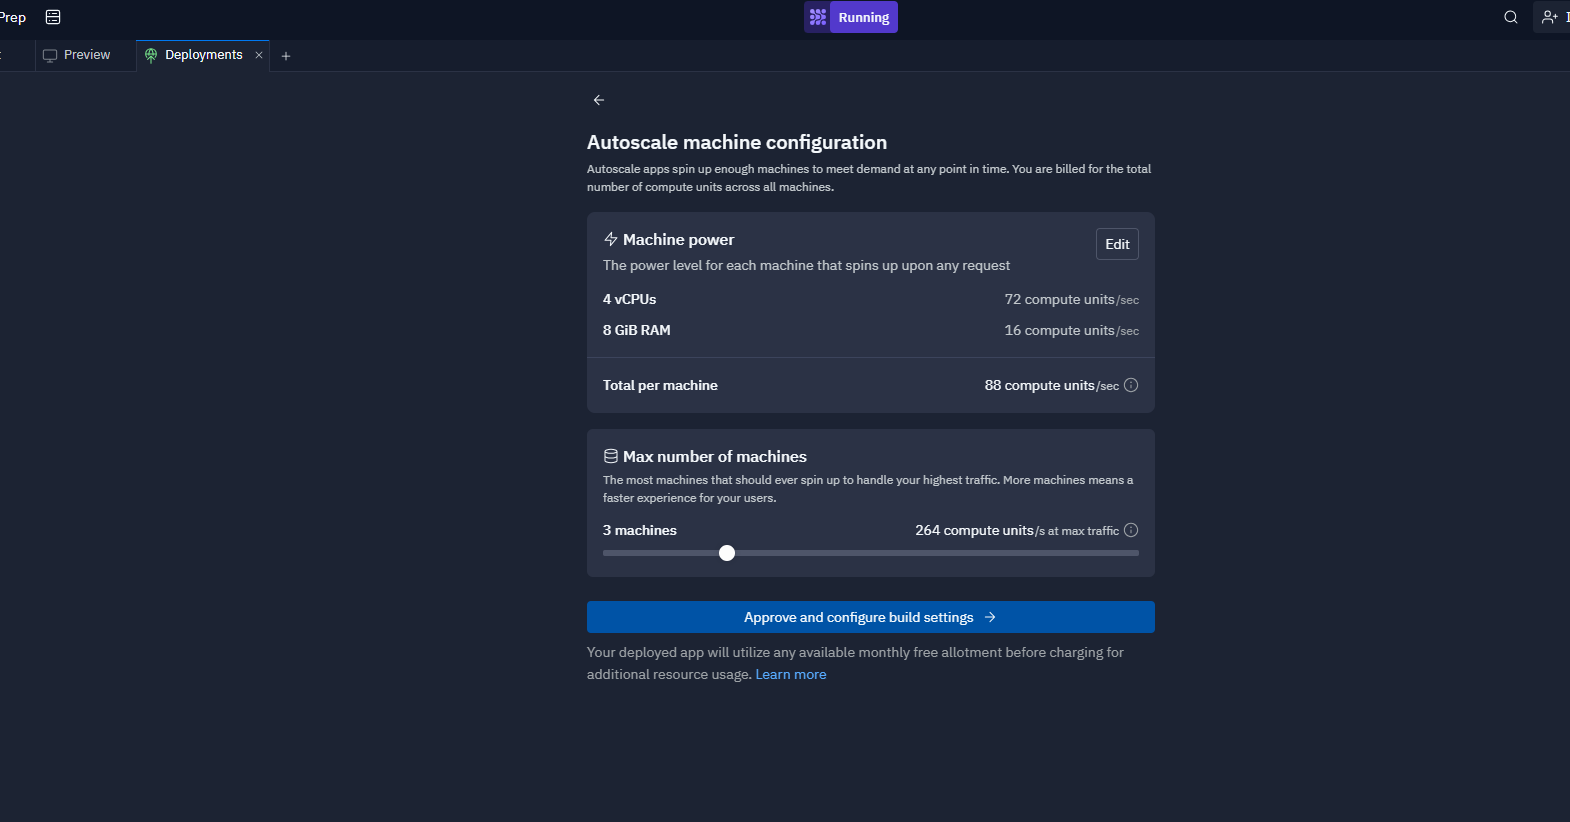 Prep
Running
Preview
Deployments
Autoscale machine configuration
Autoscale apps spin up enough machines to meet demand at any point in time. You are billed for the total
number of compute units across all machines.
Machine power
Edit
The power level for each machine that spins up upon any request
4 vCPUs 72 compute units/sec
8 GiB RAM 16 compute units/sec
Total per machine 88 compute units/sec
Max number of machines
The most machines that should ever spin up to handle your highest traffic. More machines means a
faster experience for your users.
3 machines 264 compute units/s at max traffic
Approve and configure build settings →
Your deployed app will utilize any available monthly free allotment before charging for
additional resource usage. Learn more